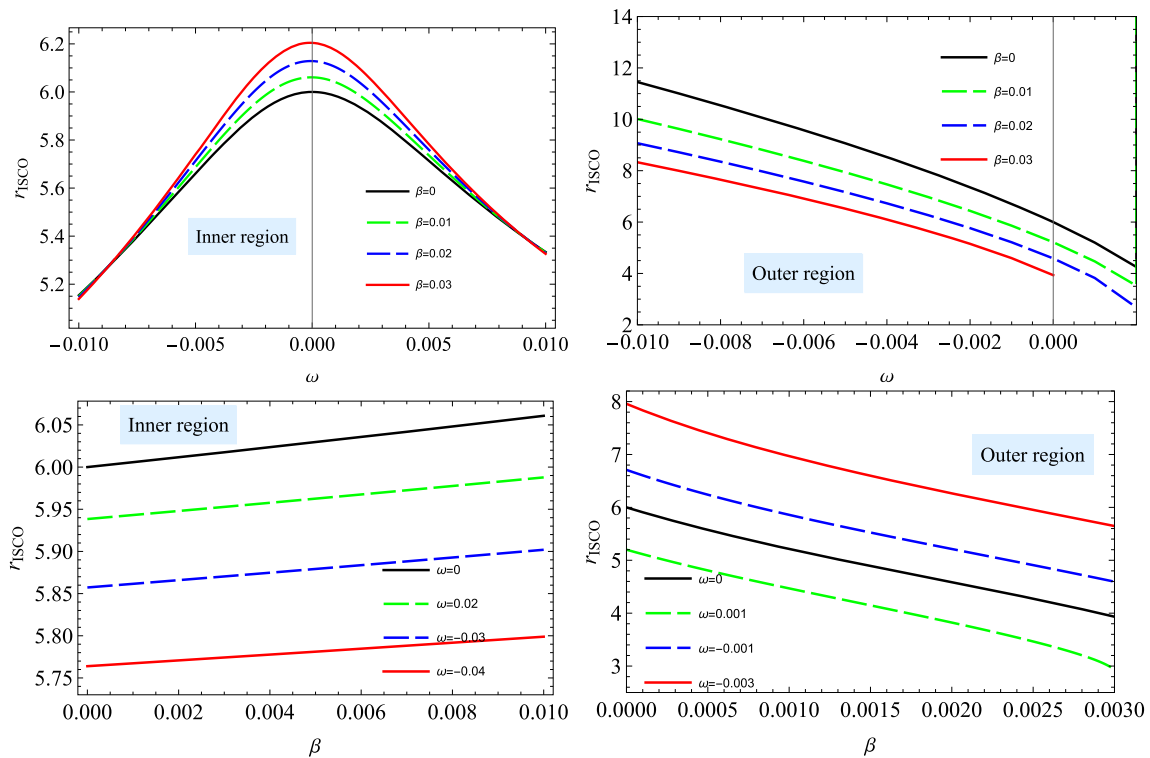 6.2
6.0
5.8
5.6
5.4
5.2
r_ISCO
β=0
β=0.01
β=0.02
β=0.03
Inner region
-0.010
-0.005
0.000
0.005
0.010
ω
14
12
10
8
6
4
2
r_ISCO
β=0
β=0.01
β=0.02
β=0.03
Outer region
-0.010
-0.008
-0.006
-0.004
-0.002
0.000
ω
6.05
6.00
5.95
5.90
5.85
5.80
5.75
r_ISCO
Inner region
ω=0
ω=0.02
ω=-0.03
ω=-0.04
0.000
0.002
0.004
0.006
0.008
0.010
β
8
7
6
5
4
3
r_ISCO
Outer region
ω=0
ω=0.001
ω=-0.001
ω=-0.003
0.0000
0.0005
0.0010
0.0015
0.0020
0.0025
0.0030
β